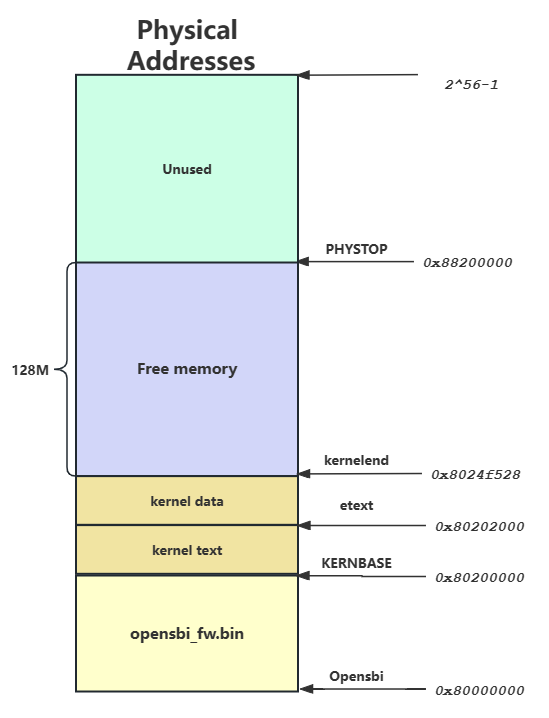 Physical
Addresses
2^56-1
Unused
PHYSTOP
0x88200000
128M
Free memory
kernelend
0x8024f528
kernel data
etext
0x80202000
kernel text
KERNBASE
0x80200000
opensbi_fw.bin
Opensbi
0x80000000